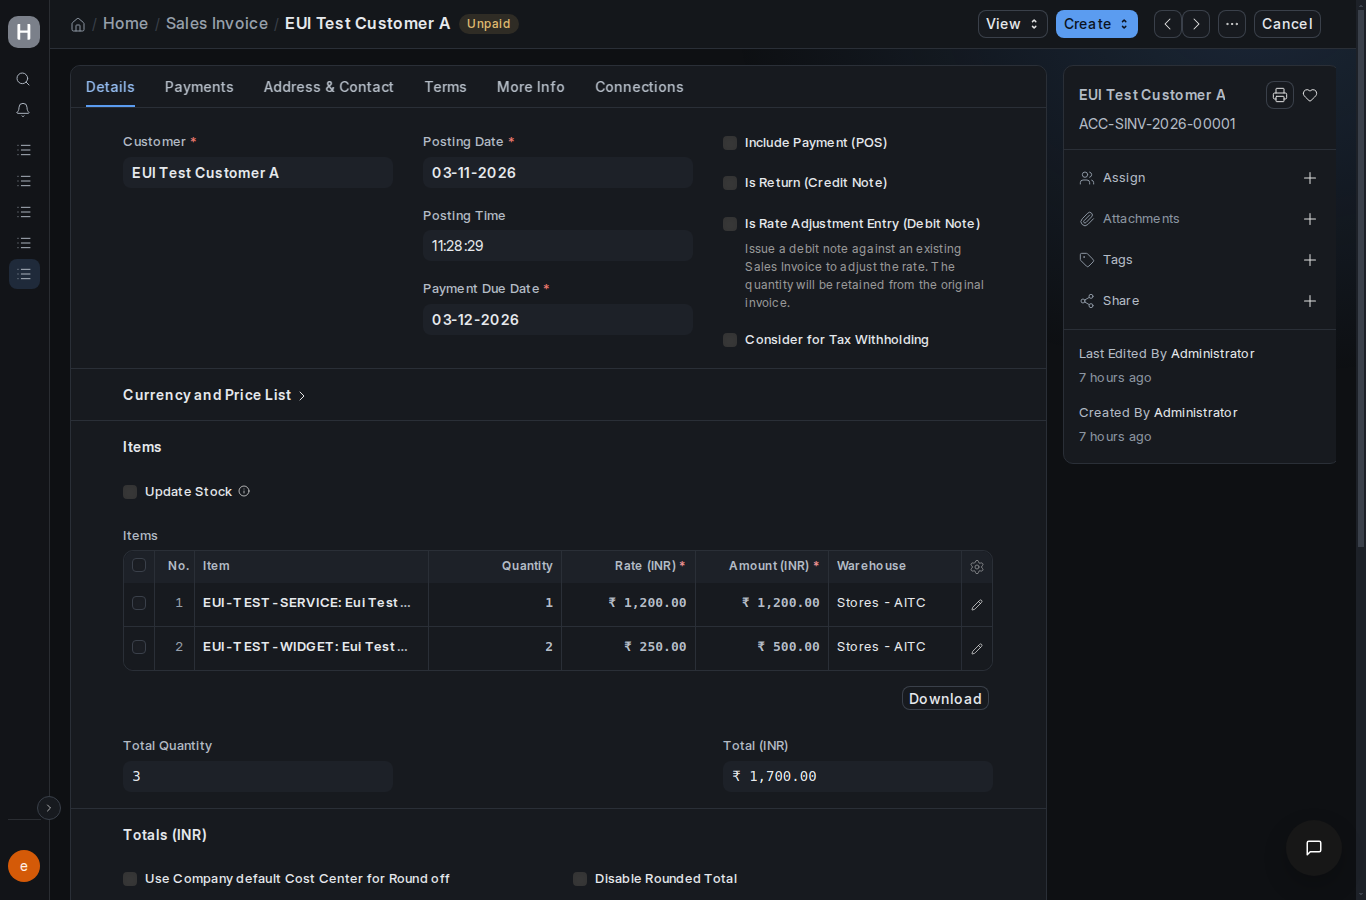 H
Home / Sales Invoice / EUI Test Customer A Unpaid
View Create ... Cancel
Details Payments Address & Contact Terms More Info Connections
Customer *
EUI Test Customer A
Posting Date *
03-11-2026
Posting Time
11:28:29
Payment Due Date *
03-12-2026
Include Payment (POS)
Is Return (Credit Note)
Is Rate Adjustment Entry (Debit Note)
Issue a debit note against an existing
Sales Invoice to adjust the rate. The
quantity will be retained from the original
invoice.
Consider for Tax Withholding
Currency and Price List
Items
Update Stock
Items
No. Item Quantity Rate (INR) * Amount (INR) * Warehouse
1 EUI-TEST-SERVICE: Eui Test... 1 ₹ 1,200.00 ₹ 1,200.00 Stores - AITC
2 EUI-TEST-WIDGET: Eui Test... 2 ₹ 250.00 ₹ 500.00 Stores - AITC
Download
Total Quantity
3
Total (INR)
₹ 1,700.00
Totals (INR)
Use Company default Cost Center for Round off
Disable Rounded Total
EUI Test Customer A
ACC-SINV-2026-00001
Assign
Attachments
Tags
Share
Last Edited By Administrator
7 hours ago
Created By Administrator
7 hours ago
e